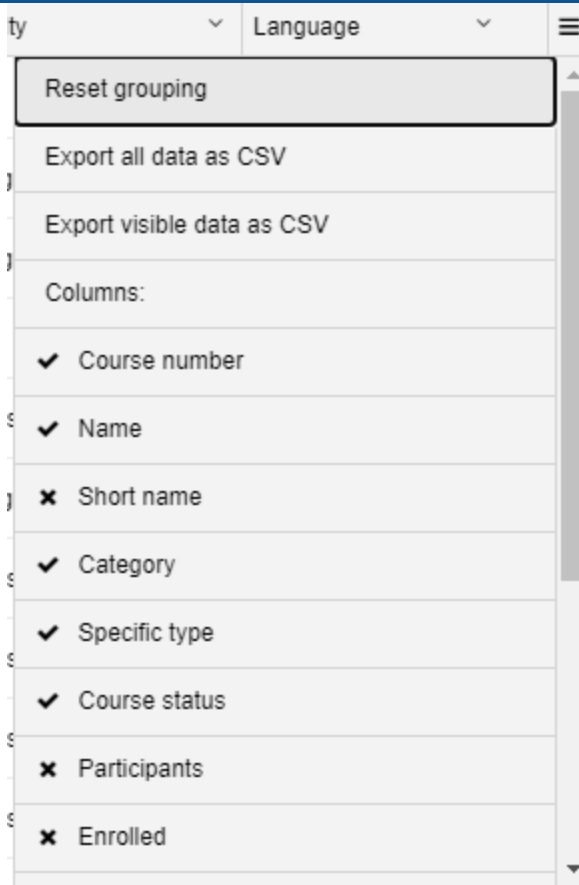 ty Language
Reset grouping
Export all data as CSV
Export visible data as CSV
Columns:
Course number
Name
Short name
Category
Specific type
Course status
Participants
Enrolled